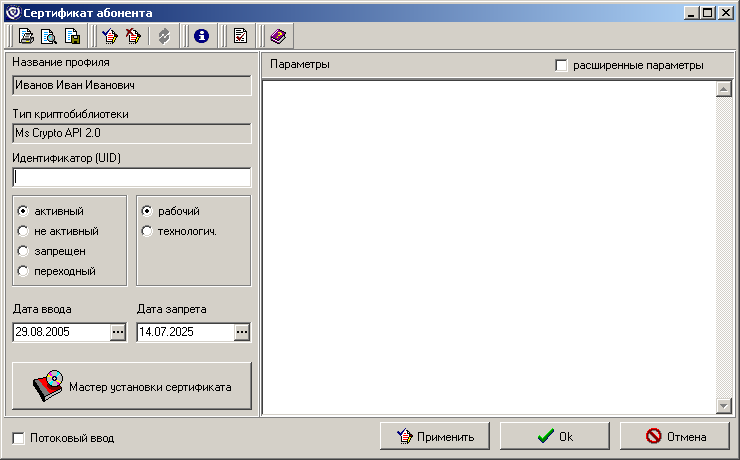 Сертификат абонента
Название профиля
Иванов Иван Иванович
Тип криптобиблиотеки
Ms Crypto API 2.0
Идентификатор (UID)
активный
не активный
запрещен
переходный
рабочий
технологич.
Дата ввода
Дата запрета
29.08.2005
14.07.2025
Мастер установки сертификата
Параметры
расширенные параметры
Потоковый ввод
Применить
Ok
Отмена